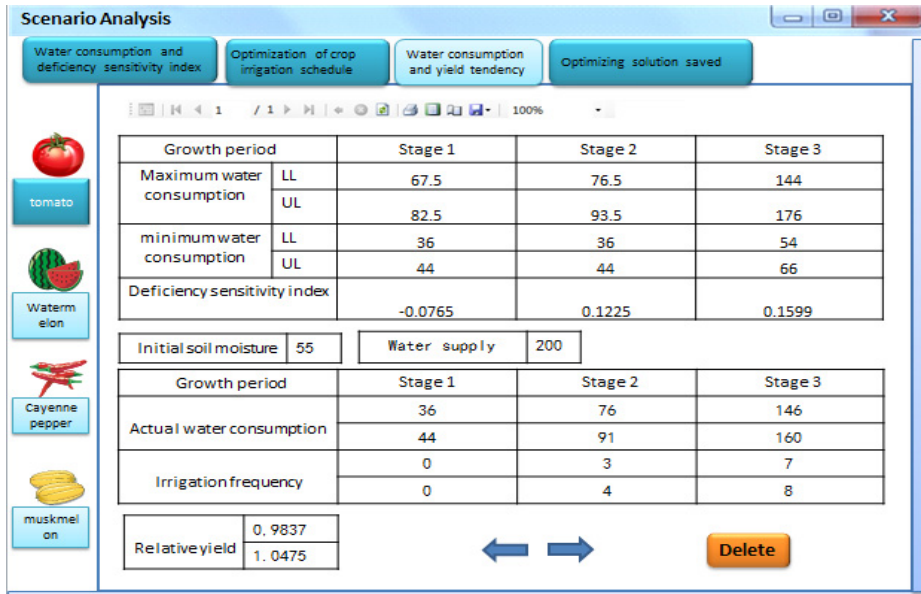 Scenario Analysis
Water consumption and
deficiency sensitivity index
Optimization of crop
irrigation schedule
Water consumption
and yield tendency
Optimizing solution saved
1 / 1 100%
tomato
Waterm
elon
Cayenne
pepper
muskmel
on
Growth period Stage 1 Stage 2 Stage 3
Maximum water
consumption
LL 67.5 76.5 144
UL 82.5 93.5 176
minimum water
consumption
LL 36 36 54
UL 44 44 66
Deficiency sensitivity index -0.0765 0.1225 0.1599
Initial soil moisture 55 Water supply 200
Growth period Stage 1 Stage 2 Stage 3
Actual water consumption
36 76 146
44 91 160
Irrigation frequency
0 3 7
0 4 8
Relative yield
0.9837
1.0475
Delete